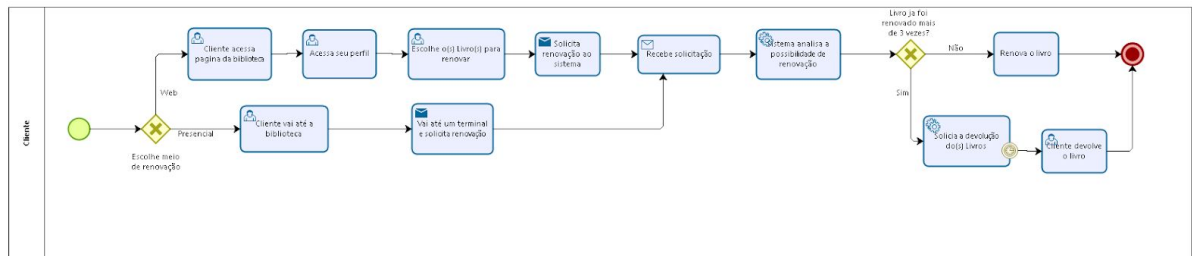 Cliente
Escolhe meio
de renovação
Web
Presencial
Cliente acessa
pagina da biblioteca
Acessa seu perfil
Escolhe o(s) Livro(s) para
renovar
Solicita
renovação ao
sistema
Cliente vai até a
biblioteca
Vai até um terminal
e solicita renovação
Recebe solicitação
Sistema analisa a
possibilidade de
renovação
Livro ja foi
renovado mais
de 3 vezes?
Não
Renova o livro
Sim
Solicia a devolução
do(s) Livros
Cliente devolve
o livro